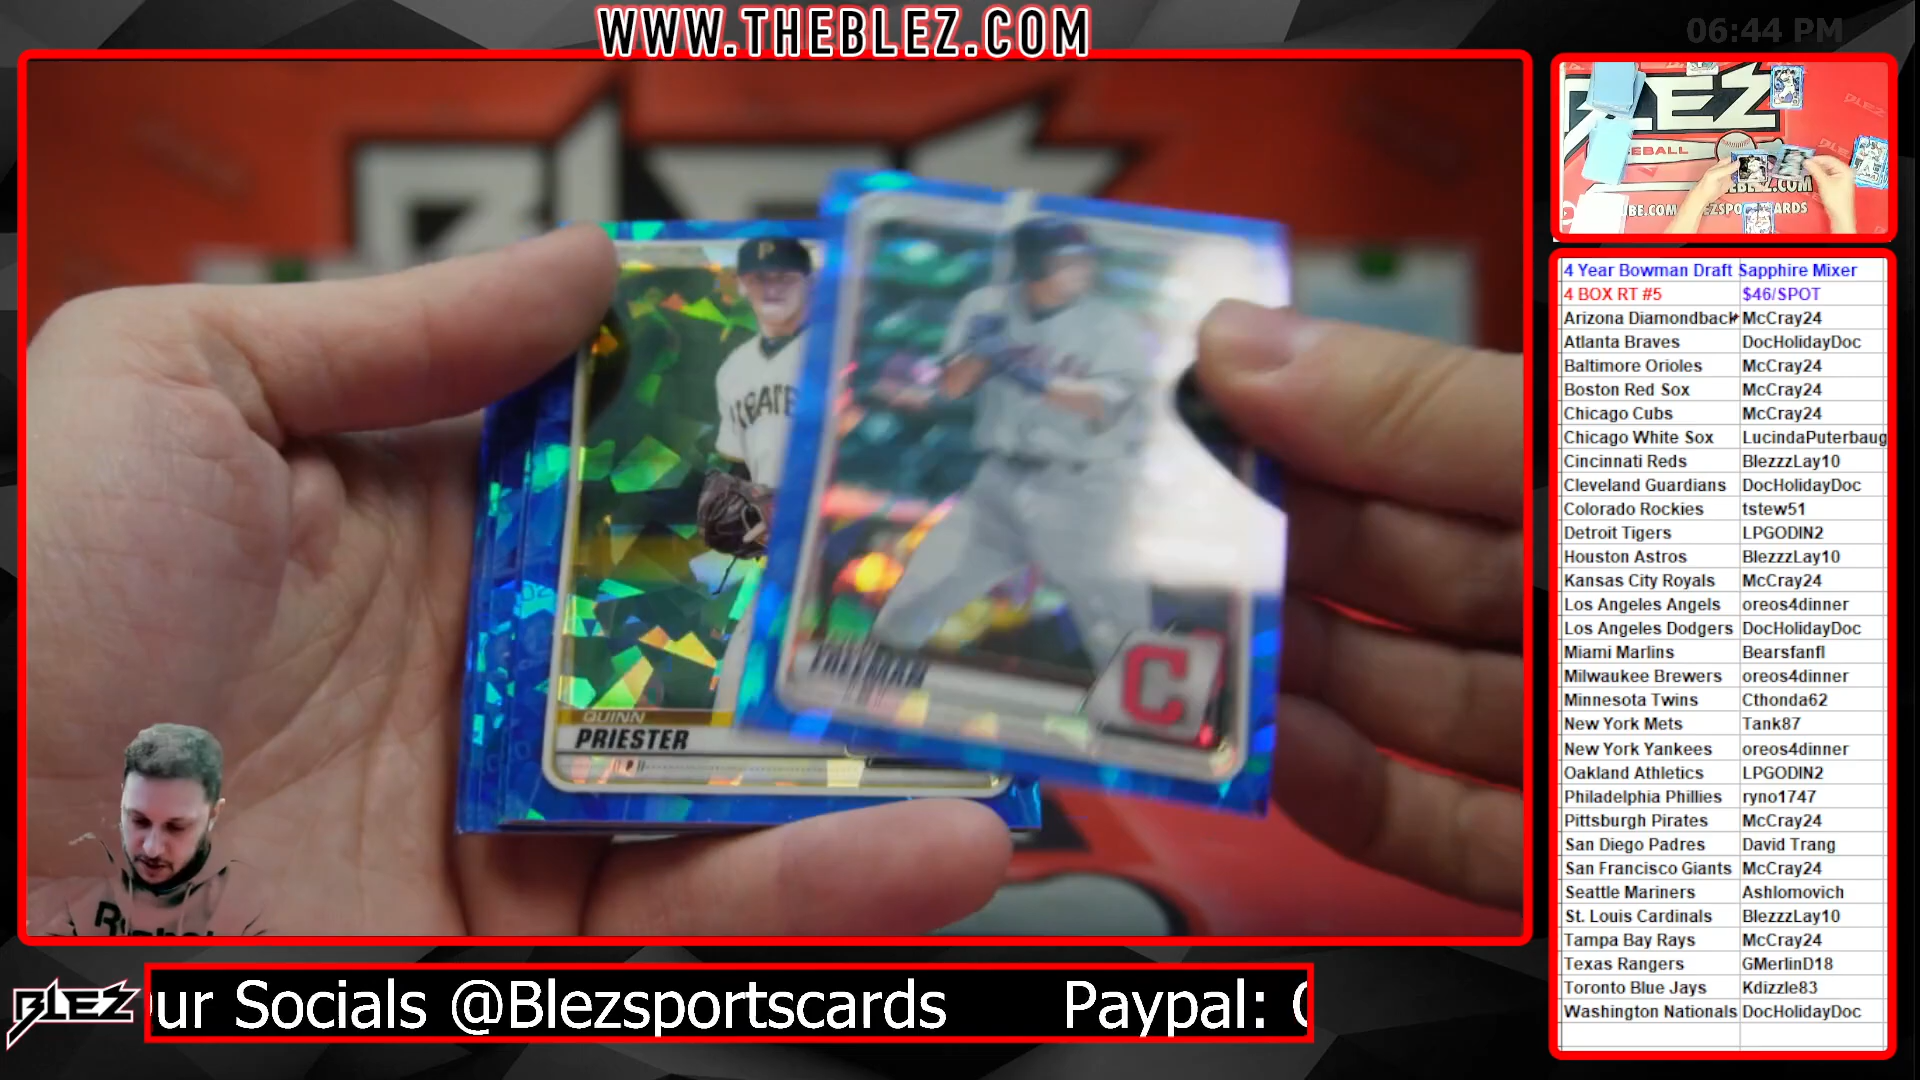 WWW.THEBLEZ.COM
06:44 PM
BLEZ
P
PIRATES
QUINN
PRIESTER
P
FREEMAN
C
4 Year Bowman Draft Sapphire Mixer
4 BOX RT #5 $46/SPOT
Arizona Diamondback McCray24
Atlanta Braves DocHolidayDoc
Baltimore Orioles McCray24
Boston Red Sox McCray24
Chicago Cubs McCray24
Chicago White Sox LucindaPuterbaug
Cincinnati Reds BlezzzLay10
Cleveland Guardians DocHolidayDoc
Colorado Rockies tstew51
Detroit Tigers LPGODIN2
Houston Astros BlezzzLay10
Kansas City Royals McCray24
Los Angeles Angels oreos4dinner
Los Angeles Dodgers DocHolidayDoc
Miami Marlins Bearsfanfl
Milwaukee Brewers oreos4dinner
Minnesota Twins Cthonda62
New York Mets Tank87
New York Yankees oreos4dinner
Oakland Athletics LPGODIN2
Philadelphia Phillies ryno1747
Pittsburgh Pirates McCray24
San Diego Padres David Trang
San Francisco Giants McCray24
Seattle Mariners Ashlomovich
St. Louis Cardinals BlezzzLay10
Tampa Bay Rays McCray24
Texas Rangers GMerlinD18
Toronto Blue Jays Kdizzle83
Washington Nationals DocHolidayDoc
BLEZ
ur Socials @Blezsportscards Paypal: